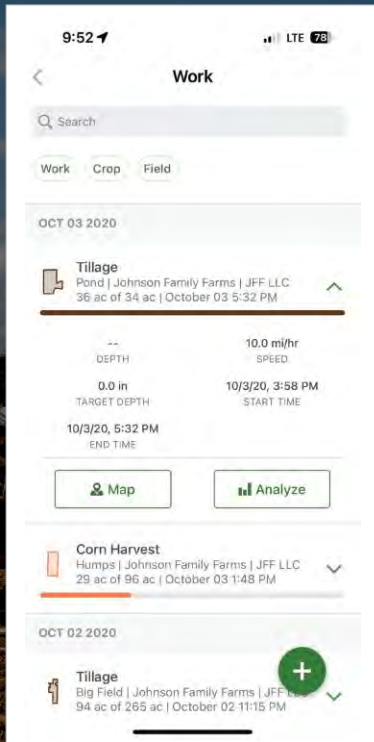 9:52
LTE 78
Work
Search
Work Crop Field
OCT 03 2020
Tillage
Pond | Johnson Family Farms | JFF LLC
36 ac of 34 ac | October 03 5:32 PM
--
DEPTH
10.0 mi/hr
SPEED
0.0 in
TARGET DEPTH
10/3/20, 3:58 PM
START TIME
10/3/20, 5:32 PM
END TIME
Map
Analyze
Corn Harvest
Humps | Johnson Family Farms | JFF LLC
29 ac of 96 ac | October 03 1:48 PM
OCT 02 2020
Tillage
Big Field | Johnson Family Farms | JFF
94 ac of 265 ac | October 02 11:15 PM